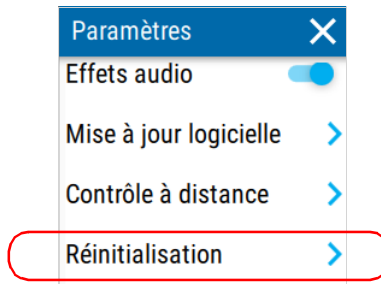 Paramètres
Effets audio
Mise à jour logicielle
Contrôle à distance
Réinitialisation